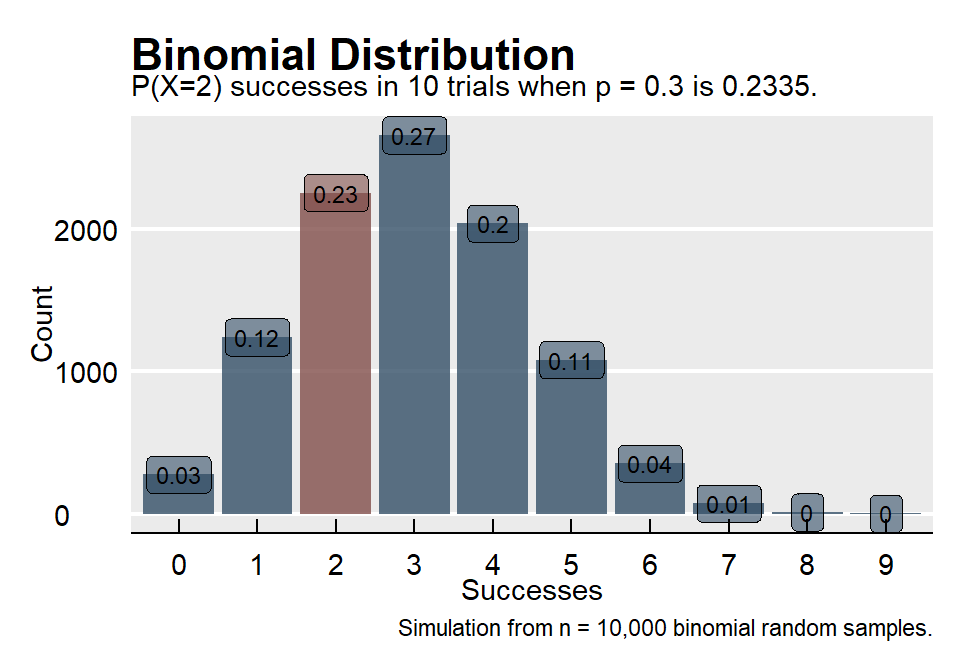 Binomial Distribution
P(X=2) successes in 10 trials when p = 0.3 is 0.2335.
0.27
0.23
0.2
2000
0.12
0.11
Count
1000
0.03
0.04
0.01
0
0
0
0 1 2 3 4 5 6 7 8 9
Successes
Simulation from n = 10,000 binomial random samples.